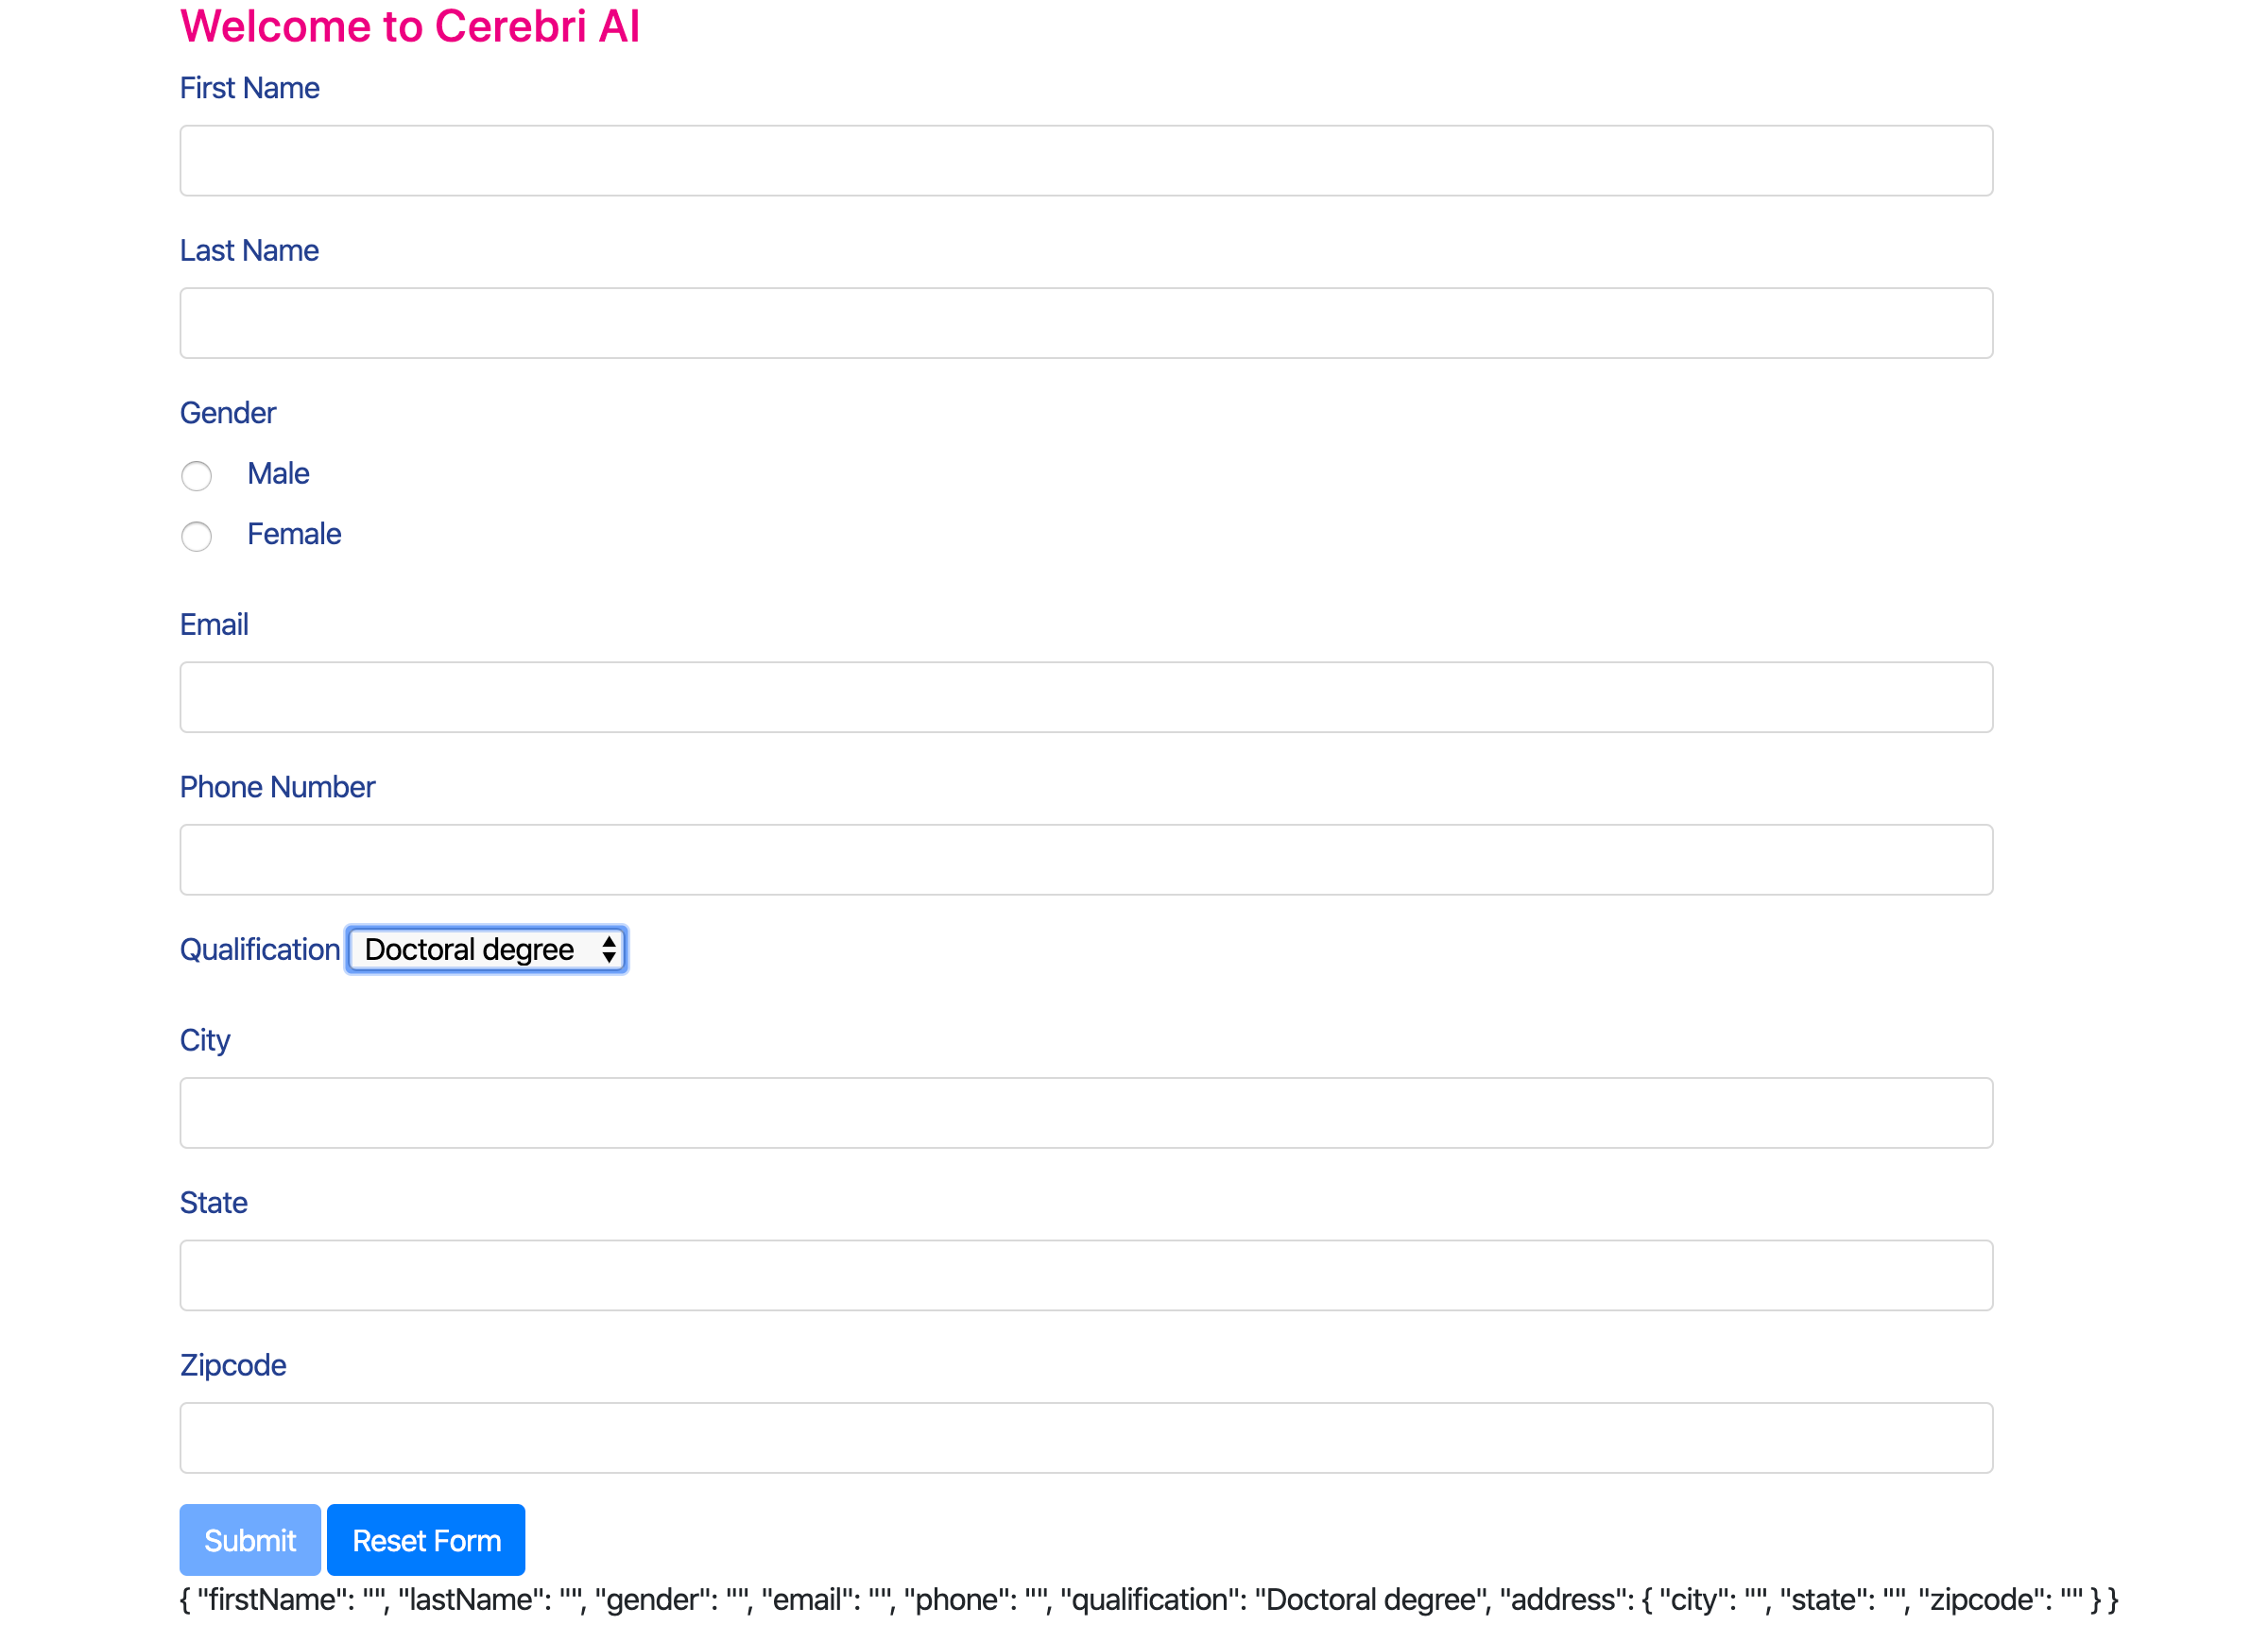 Welcome to Cerebri AI
First Name
Last Name
Gender
Male
Female
Email
Phone Number
Qualification Doctoral degree
City
State
Zipcode
Submit Reset Form
{ "firstName": "", "lastName": "", "gender": "", "email": "", "phone": "", "qualification": "Doctoral degree", "address": { "city": "", "state": "", "zipcode": "" } }